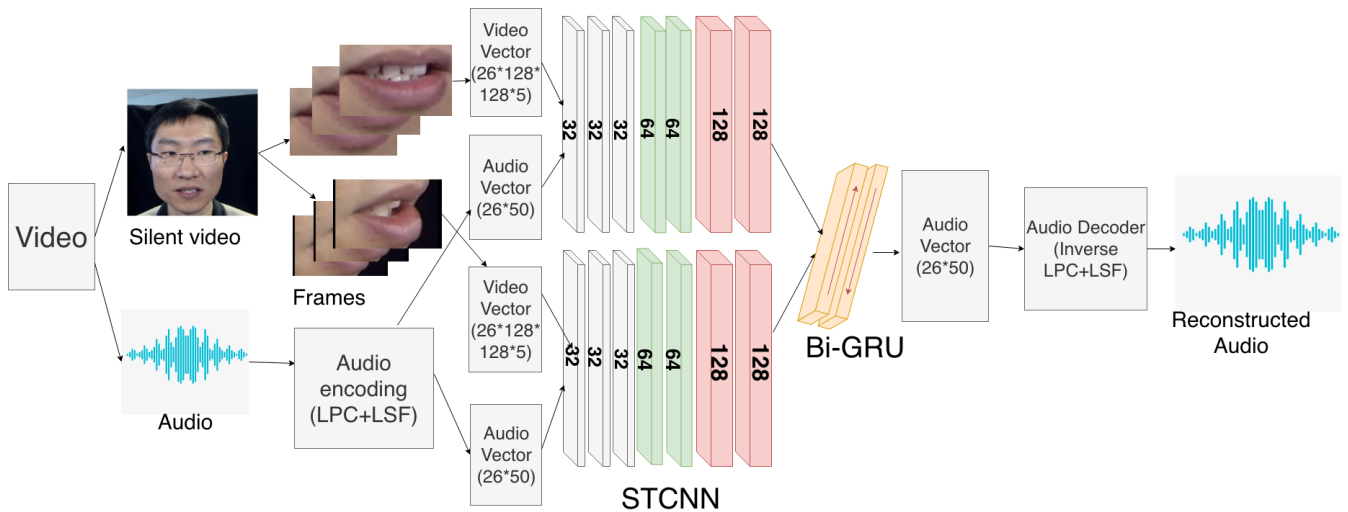 Video
Silent video
Audio
Frames
Audio
encoding
(LPC+LSF)
Video
Vector
(26*128*
128*5)
Audio
Vector
(26*50)
Video
Vector
(26*128*
128*5)
Audio
Vector
(26*50)
32
32
32
64
64
128
128
32
32
32
64
64
128
128
STCNN
Bi-GRU
Audio
Vector
(26*50)
Audio Decoder
(Inverse
LPC+LSF)
Reconstructed
Audio